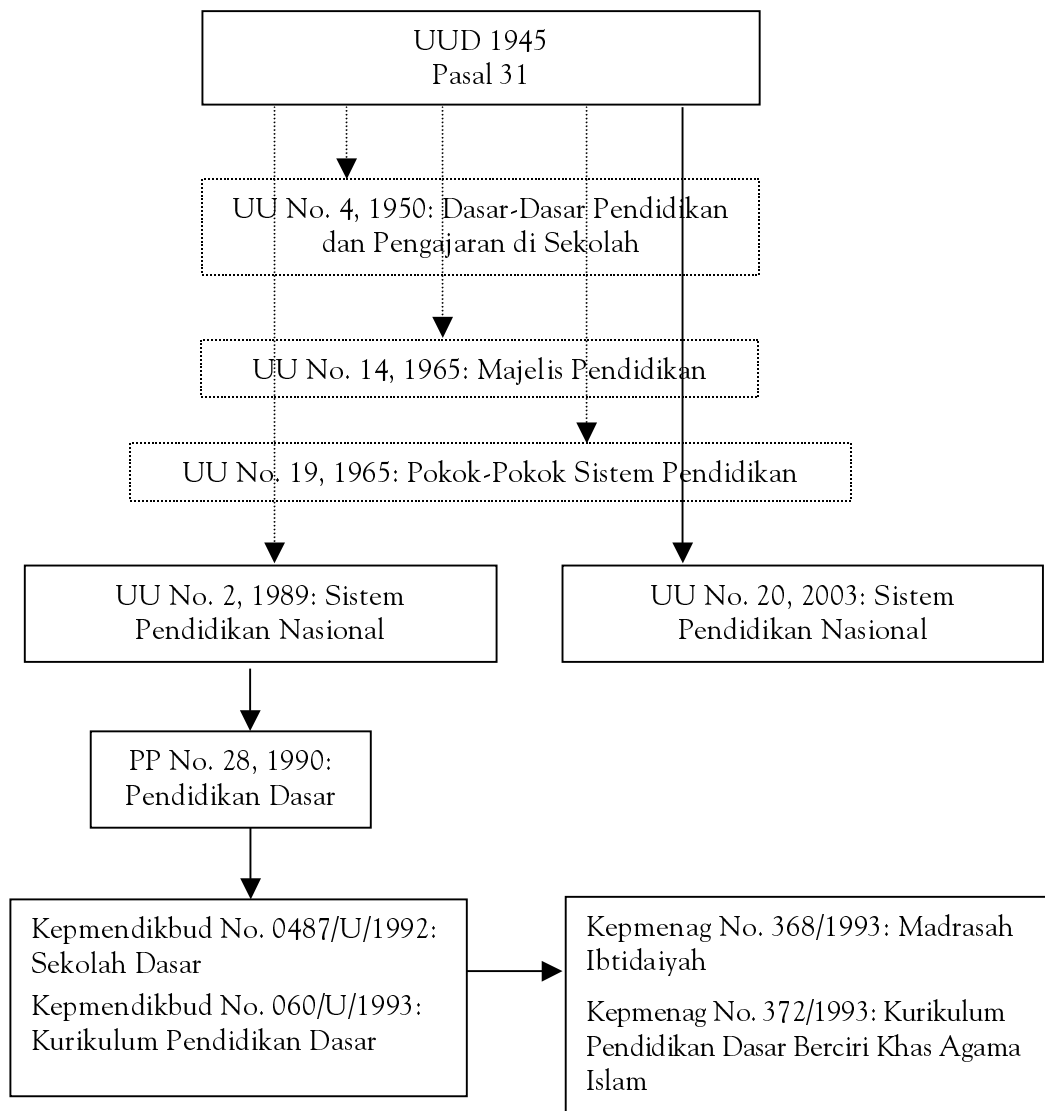 UUD 1945
Pasal 31
UU No. 4, 1950: Dasar-Dasar Pendidikan
dan Pengajaran di Sekolah
UU No. 14, 1965: Majelis Pendidikan
UU No. 19, 1965: Pokok-Pokok Sistem Pendidikan
UU No. 2, 1989: Sistem
Pendidikan Nasional
UU No. 20, 2003: Sistem
Pendidikan Nasional
PP No. 28, 1990:
Pendidikan Dasar
Kepmendikbud No. 0487/U/1992:
Sekolah Dasar
Kepmendikbud No. 060/U/1993:
Kurikulum Pendidikan Dasar
Kepmenag No. 368/1993: Madrasah
Ibtidaiyah
Kepmenag No. 372/1993: Kurikulum
Pendidikan Dasar Berciri Khas Agama
Islam